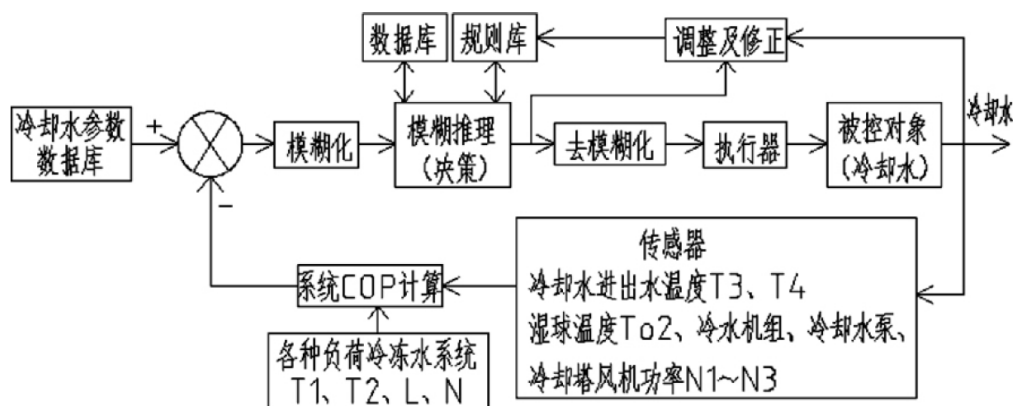 数据库
规则库
调整及修正
冷却水参数
数据库
+
模糊化
模糊推理
(决策)
去模糊化
执行器
被控对象
(冷却水)
冷却水
-
系统COP计算
传感器
冷却水进出水温度T3、T4
湿球温度To2、冷水机组、冷却水泵、
冷却塔风机功率N1~N3
各种负荷冷冻水系统
T1、T2、L、N